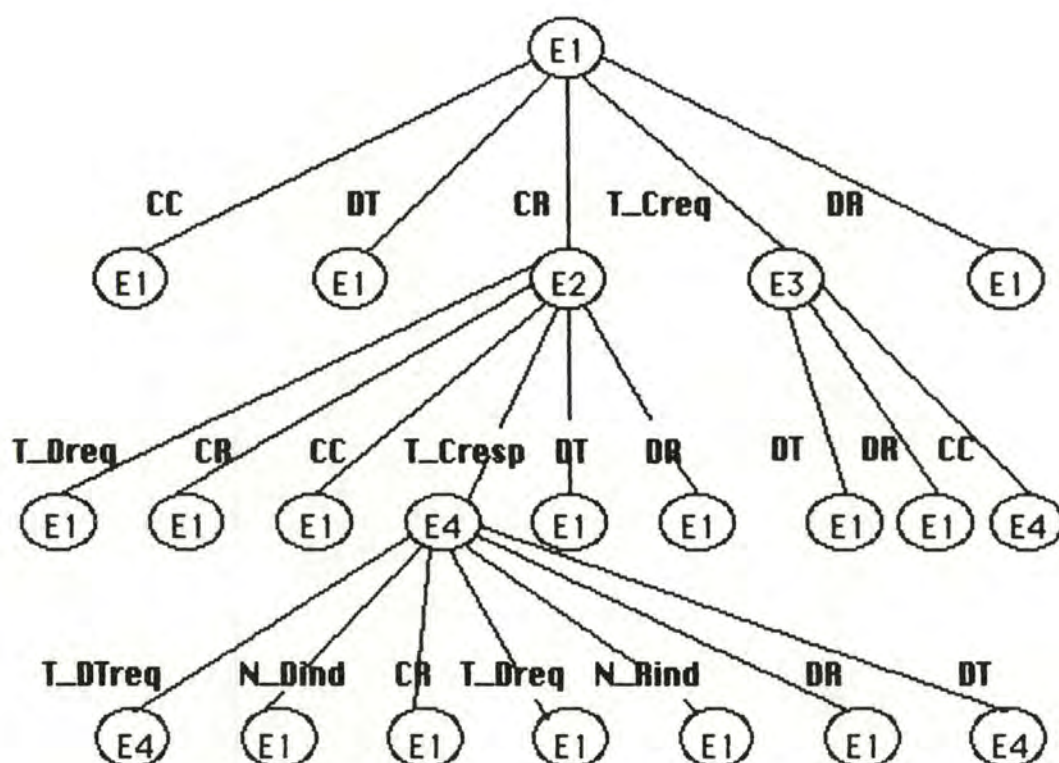 E1
CC DT CR T_Creq DR
E1 E1 E2 E3 E1
T_Dreq CR CC T_Cresp DT DR DT DR CC
E1 E1 E1 E4 E1 E1 E1 E1 E4
T_DTreq N_Dind CR T_Dreq N_Rind DR DT
E4 E1 E1 E1 E1 E1 E4